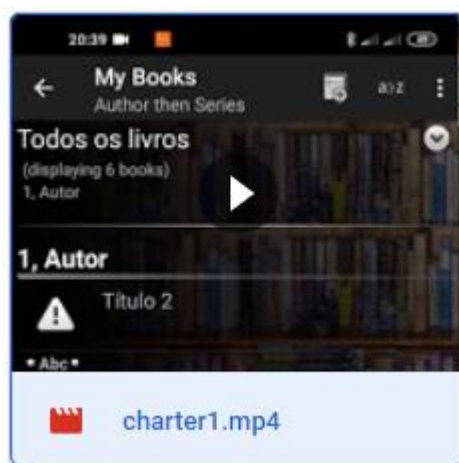 20:39
My Books
Author then Series
a›z
Todos os livros
(displaying 6 books)
1, Autor
1, Autor
Título 2
• Abc •
charter1.mp4